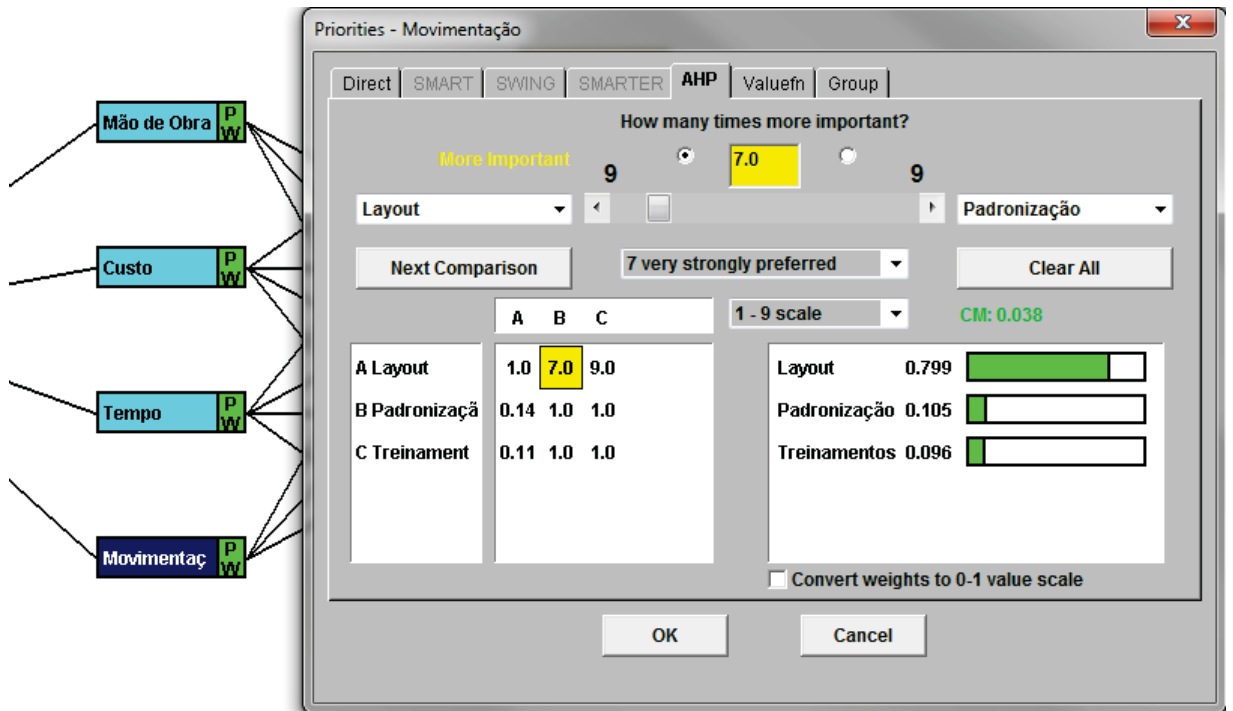 Priorities - Movimentação
Direct SMART SWING SMARTER AHP Valuefn Group
How many times more important?
More Important 9 7.0 9
Layout Padronização
Next Comparison 7 very strongly preferred Clear All
A B C 1 - 9 scale CM: 0.038
A Layout 1.0 7.0 9.0 Layout 0.799
B Padronizaçã 0.14 1.0 1.0 Padronização 0.105
C Treinament 0.11 1.0 1.0 Treinamentos 0.096
Convert weights to 0-1 value scale
OK Cancel
Mão de Obra P W
Custo P W
Tempo P W
Movimentaç P W